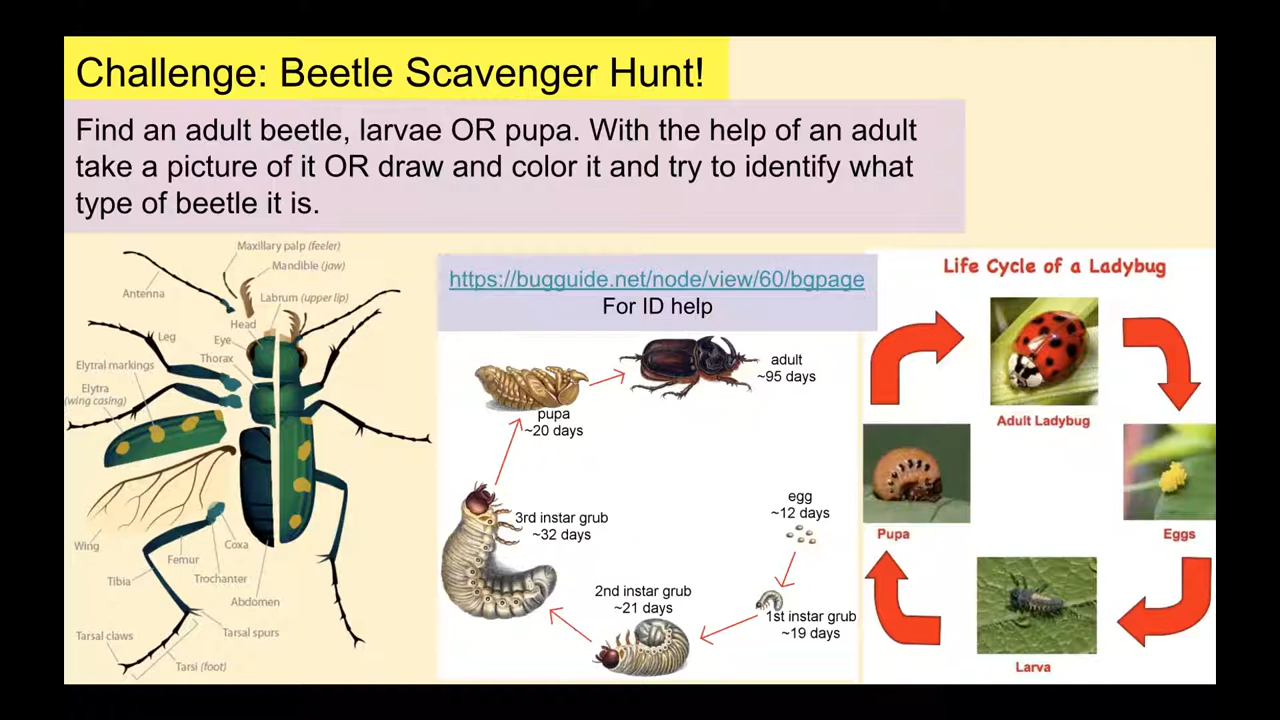 Challenge: Beetle Scavenger Hunt!
Find an adult beetle, larvae OR pupa. With the help of an adult
take a picture of it OR draw and color it and try to identify what
type of beetle it is.
Maxillary palp (feeler)
Mandible (jaw)
Antenna
Labrum (upper lip)
Head
Leg
Eye
Thorax
Elytral markings
Elytra
(wing casing)
Wing
Coxa
Femur
Tibia
Trochanter
Abdomen
Tarsal claws
Tarsal spurs
Tarsi (foot)
https://bugguide.net/node/view/60/bgpage
For ID help
adult
~95 days
pupa
~20 days
egg
~12 days
3rd instar grub
~32 days
2nd instar grub
~21 days
1st instar grub
~19 days
Life Cycle of a Ladybug
Adult Ladybug
Pupa
Eggs
Larva